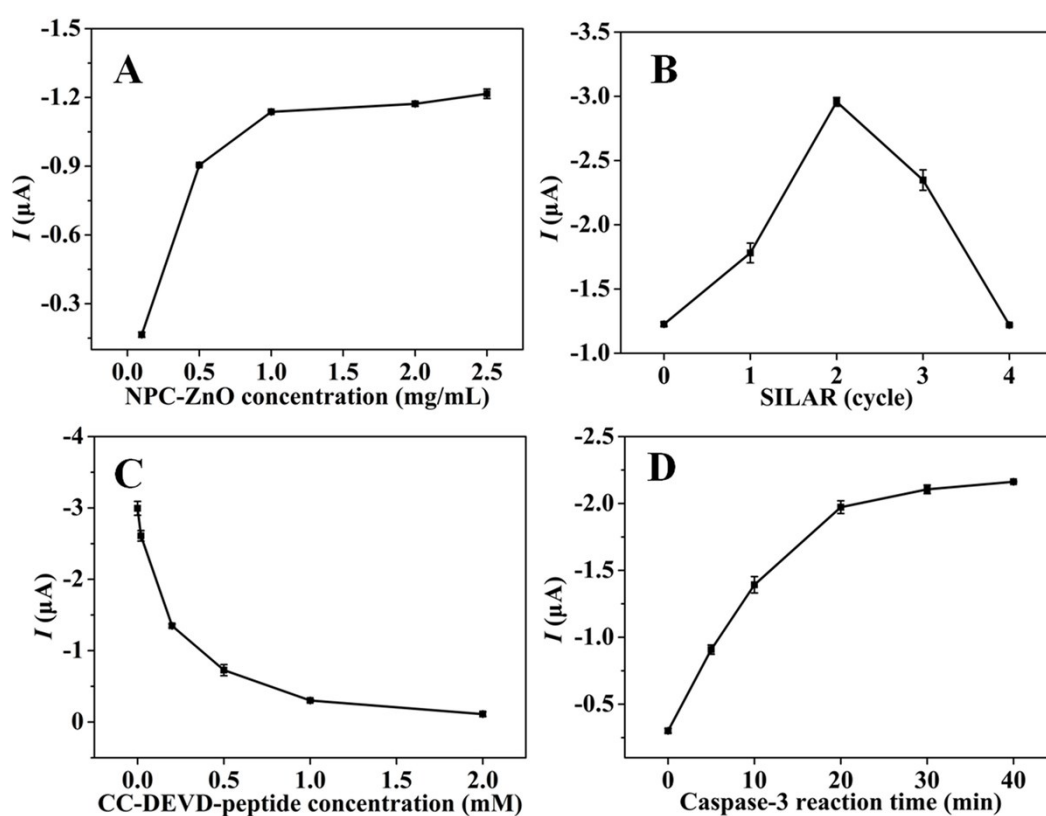 A
I (μA)
-1.5
-1.2
-0.9
-0.6
-0.3
0.0 0.5 1.0 1.5 2.0 2.5
NPC-ZnO concentration (mg/mL)
B
I (μA)
-3.5
-3.0
-2.5
-2.0
-1.5
-1.0
0 1 2 3 4
SILAR (cycle)
C
I (μA)
-4
-3
-2
-1
0
0.0 0.5 1.0 1.5 2.0
CC-DEVD-peptide concentration (mM)
D
I (μA)
-2.5
-2.0
-1.5
-1.0
-0.5
0 10 20 30 40
Caspase-3 reaction time (min)